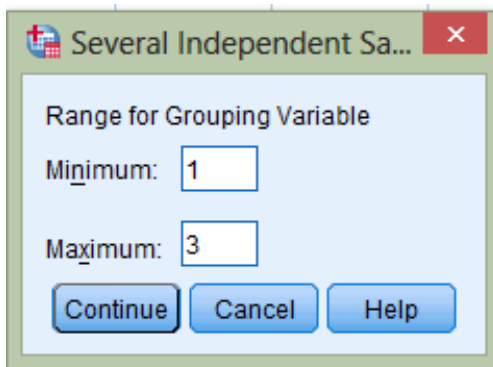 Several Independent Sa...
×
Range for Grouping Variable
Minimum: 1
Maximum: 3
Continue Cancel Help